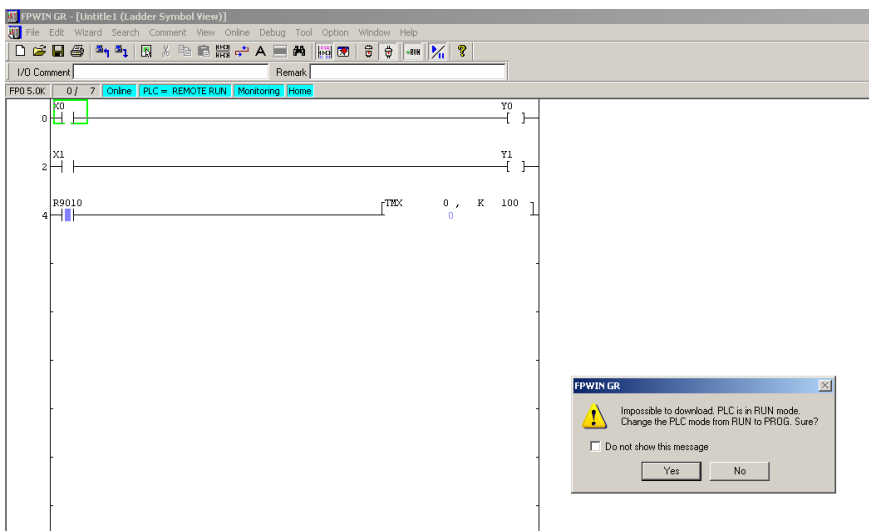 FPWIN GR - [Untitle1 (Ladder Symbol View)]
File Edit Wizard Search Comment View Online Debug Tool Option Window Help
I/O Comment Remark
FP0 5.0K 0 / 7 Online PLC = REMOTE RUN Monitoring Home
X0 Y0
0
X1 Y1
2
R9010 TMX 0 , K 100
4 0
FPWIN GR
Impossible to download. PLC is in RUN mode.
Change the PLC mode from RUN to PROG. Sure?
Do not show this message
Yes No